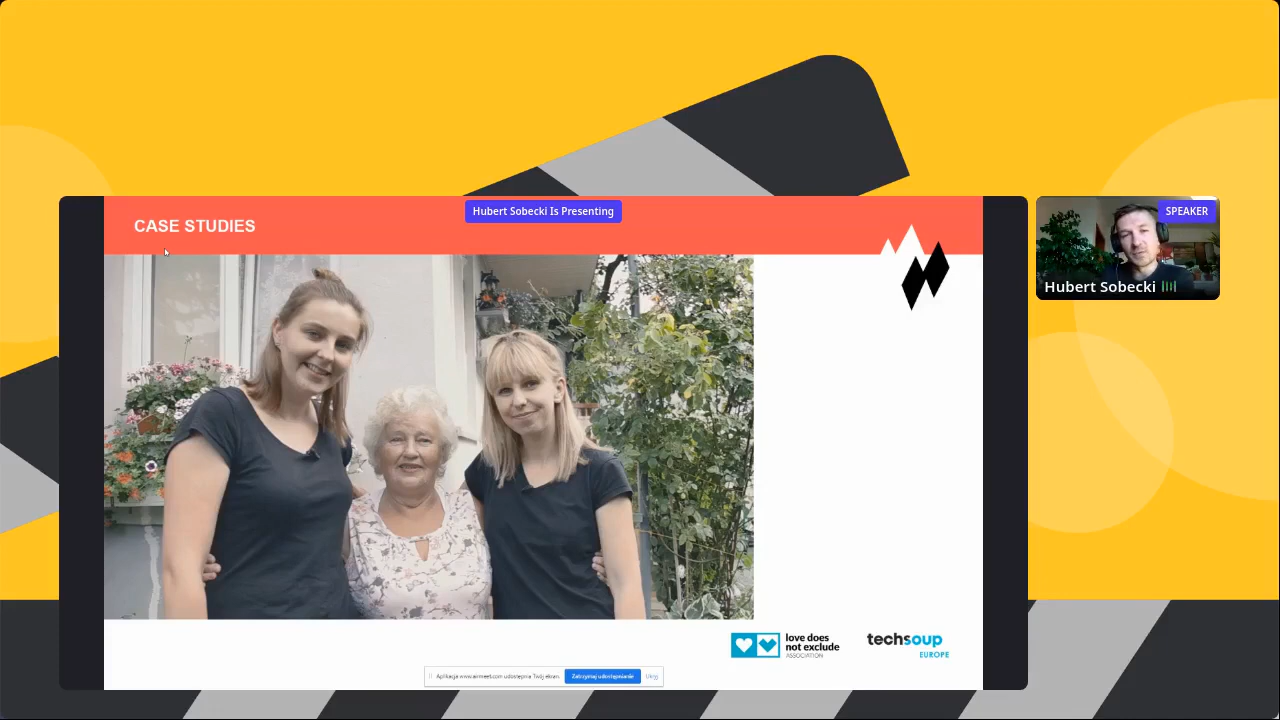 Hubert Sobecki Is Presenting
CASE STUDIES
SPEAKER
Hubert Sobecki
love does
not exclude
ASSOCIATION
techsoup
EUROPE
Aplikacja www.airmeet.com udostępnia Twój ekran.
Zatrzymaj udostępnianie
Ukryj